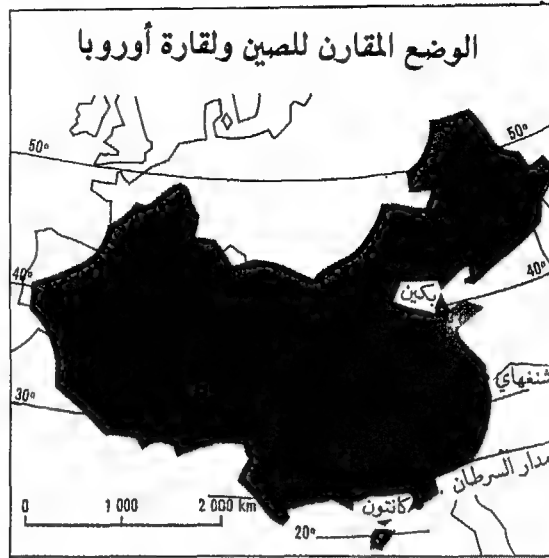 الوضع المقارن للصين ولقارة أوروبا
50°
50°
40°
40°
بكين
شنغهاي
30°
مدار السرطان
كانتون
0 1 000 2 000 km
20°